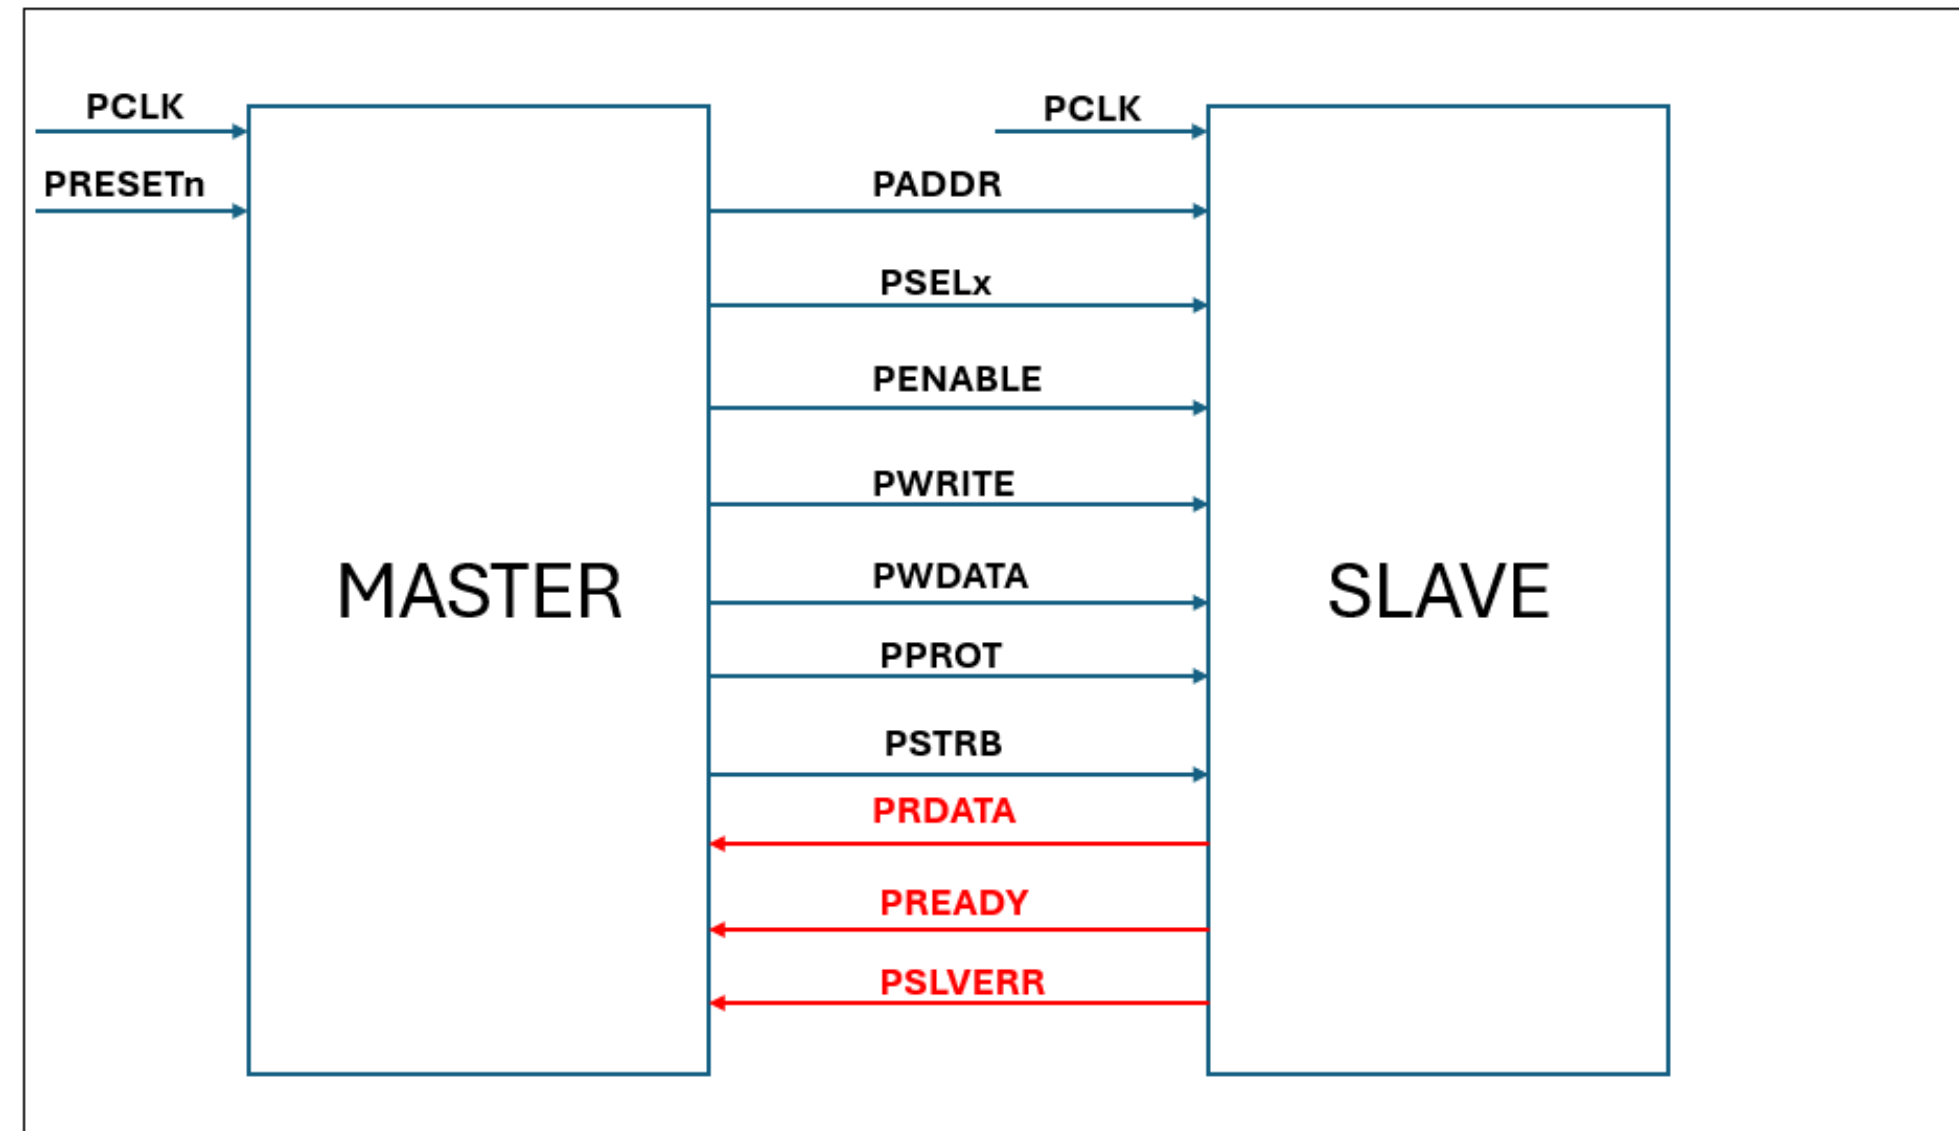 PCLK
PCLK
PRESETn
PADDR
PSELx
PENABLE
PWRITE
PWDATA
MASTER
SLAVE
PPROT
PSTRB
PRDATA
PREADY
PSLVERR